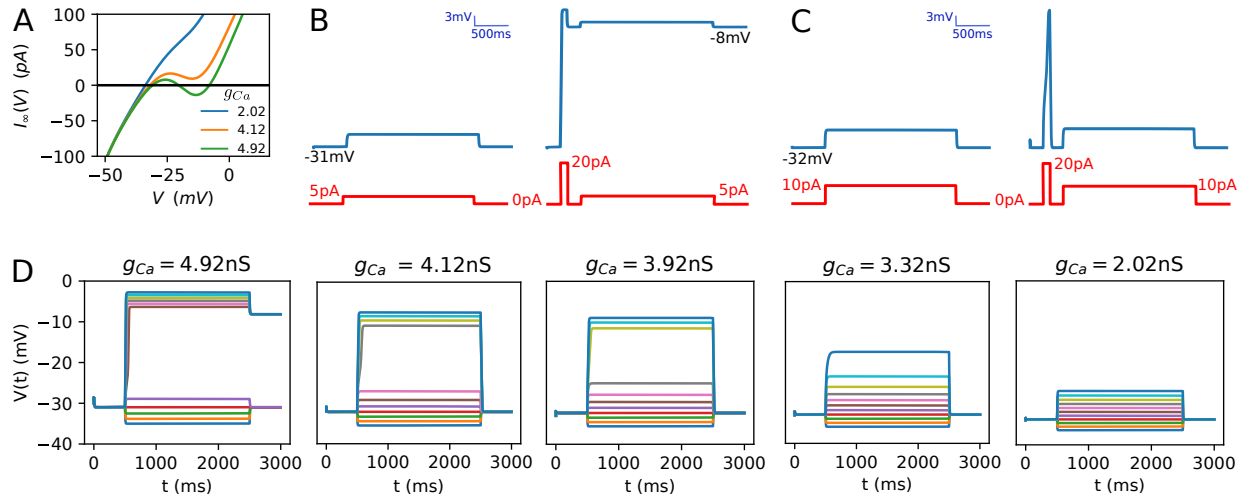 A
100
50
0
−50
−100
I∞(V) (pA)
−50
−25
0
V (mV)
gCa
2.02
4.12
4.92
B
3mV
500ms
-31mV
5pA
-8mV
20pA
0pA
5pA
C
3mV
500ms
-32mV
10pA
20pA
0pA
10pA
D
gCa = 4.92nS
gCa = 4.12nS
gCa = 3.92nS
gCa = 3.32nS
gCa = 2.02nS
0
−10
−20
−30
−40
V(t) (mV)
0 1000 2000 3000
0 1000 2000 3000
0 1000 2000 3000
0 1000 2000 3000
0 1000 2000 3000
t (ms)
t (ms)
t (ms)
t (ms)
t (ms)